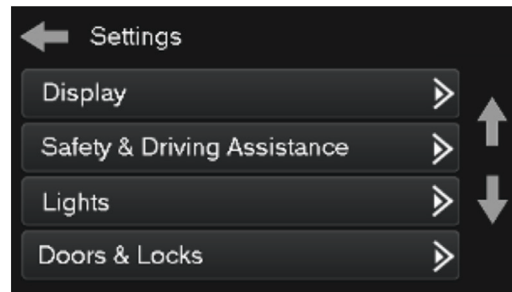 Settings
Display
Safety & Driving Assistance
Lights
Doors & Locks